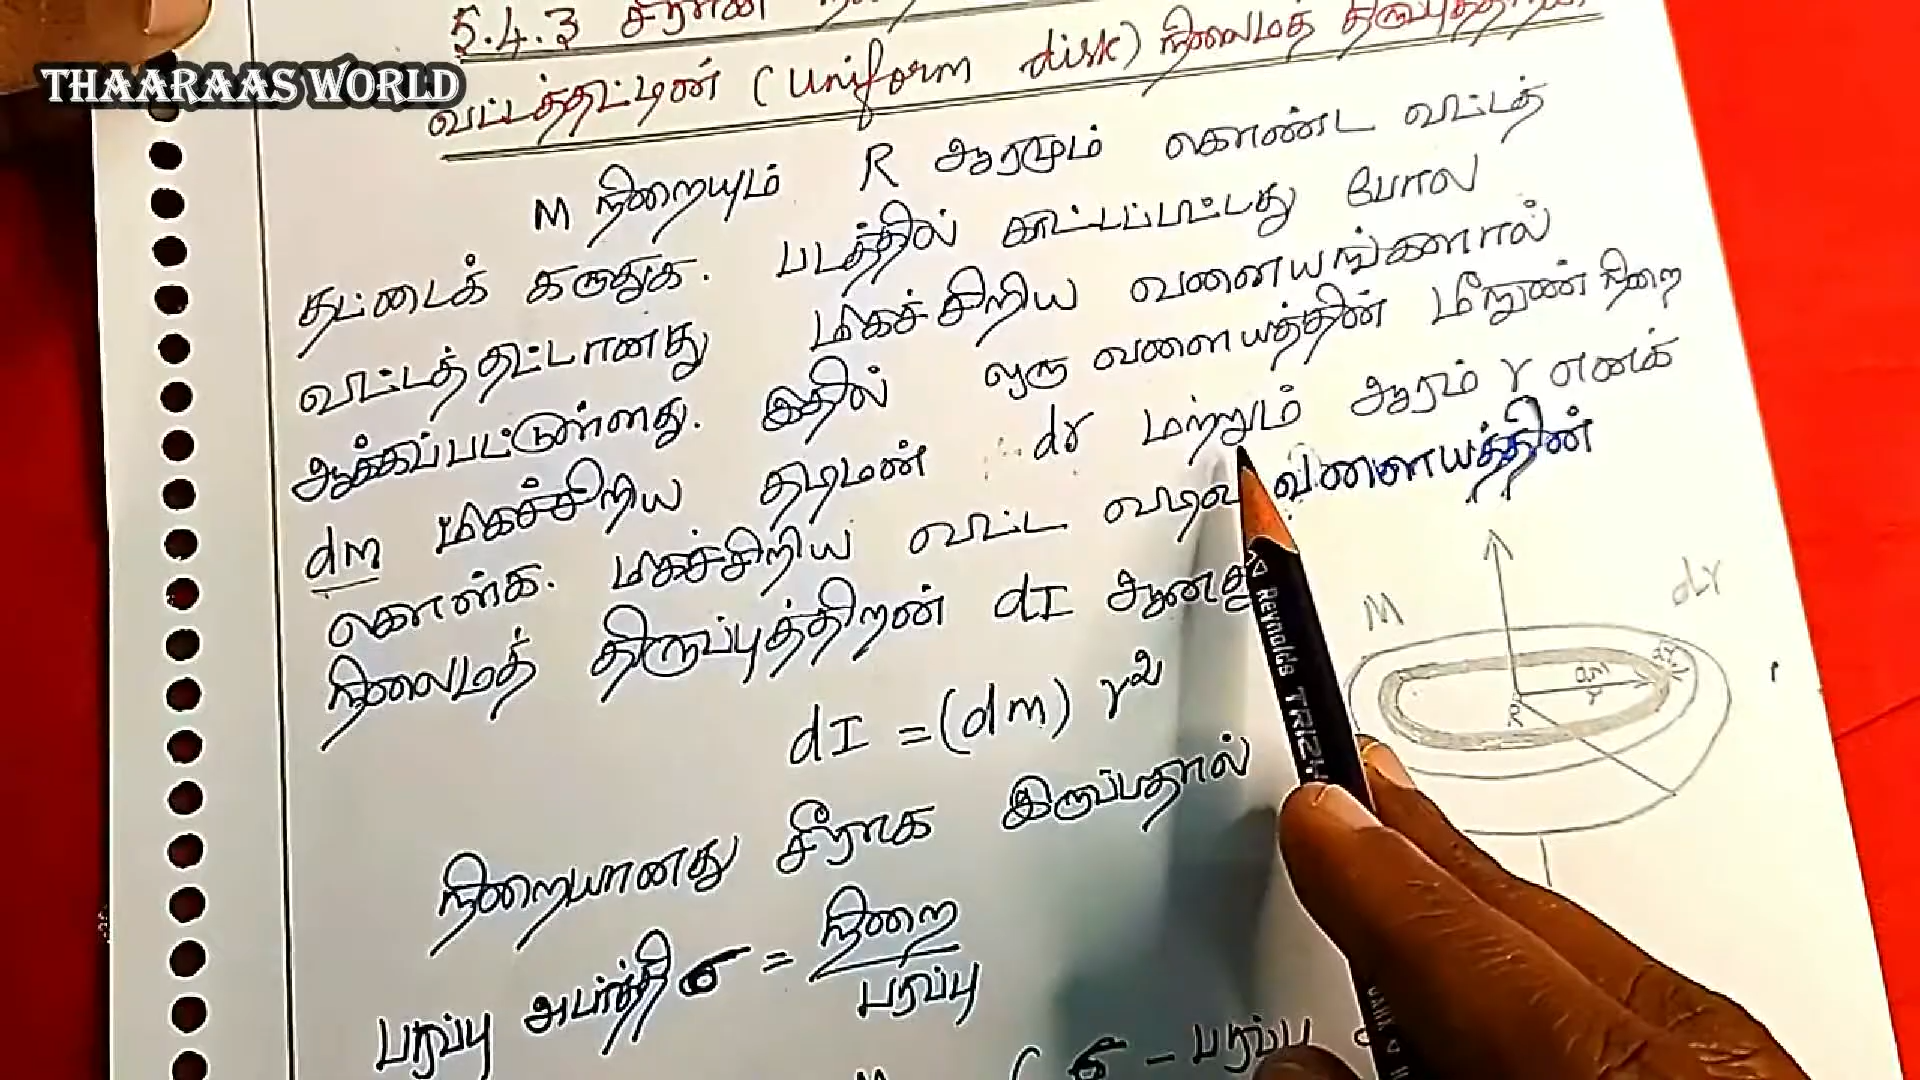 THAARAAS WORLD
5.4.3 சீரான
வட்டத்தட்டின் (uniform disk) நிலைமத் திருப்புத்திறன்
M நிறையும் R ஆரமும் கொண்ட வட்டத்
தட்டைக் கருதுக. படத்தில் காட்டப்பட்டது போல
வட்டத்தட்டானது மிகச்சிறிய வளையங்களால்
ஆக்கப்பட்டுள்ளது. இதில் ஒரு வளையத்தின் மீநுண் நிறை
dm மிகச்சிறிய தடிமன் dr மற்றும் ஆரம் r எனக்
கொள்க. மிகச்சிறிய வட்ட வடிவ வளையத்தின்
நிலைமத் திருப்புத்திறன் dI ஆனது
dI = (dm) r²
நிறையானது சீராக இருப்பதால்
பரப்பு அடர்த்தி σ = நிறை
பரப்பு
(σ - பரப்பு
M
dr
R
r
Reynolds TRIZ